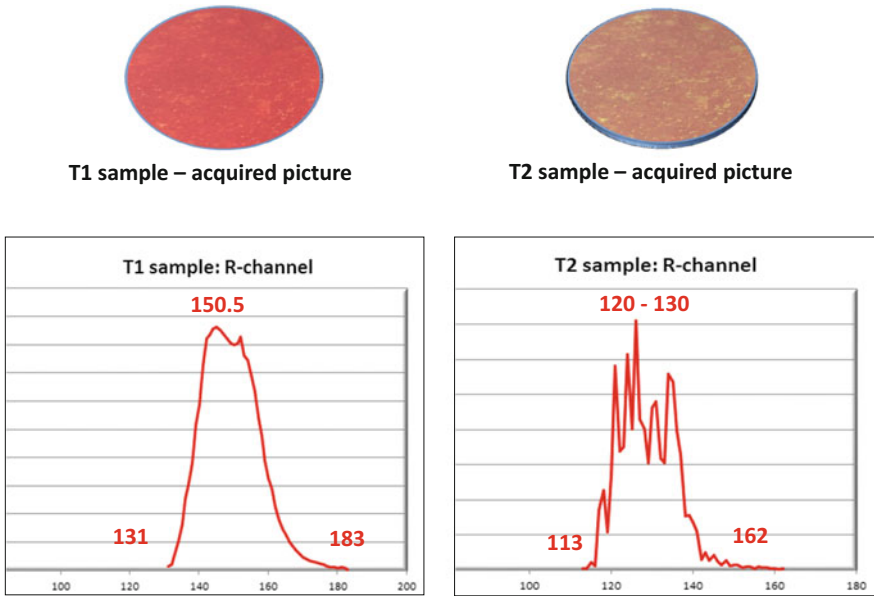 T1 sample – acquired picture
T2 sample – acquired picture
T1 sample: R-channel
150.5
131
183
100 120 140 160 180 200
T2 sample: R-channel
120 - 130
113
162
100 120 140 160 180